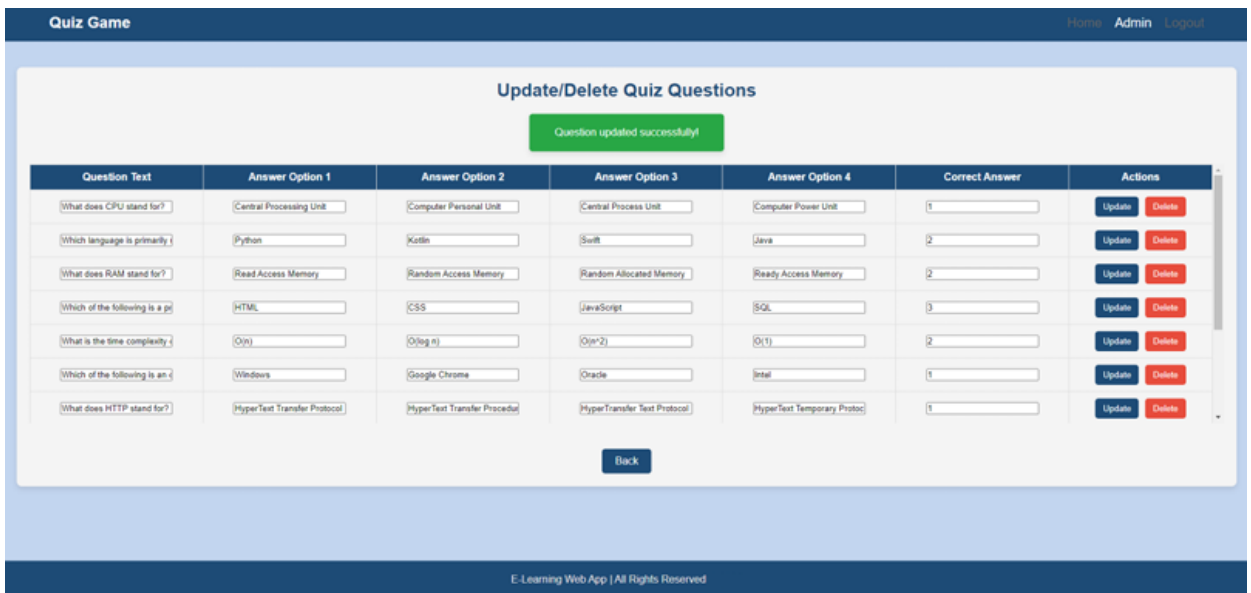 Quiz Game Home Admin Logout
Update/Delete Quiz Questions
Question updated successfully!
Question Text Answer Option 1 Answer Option 2 Answer Option 3 Answer Option 4 Correct Answer Actions
What does CPU stand for? Central Processing Unit Computer Personal Unit Central Process Unit Computer Power Unit 1 Update Delete
Which language is primarily Python Kotlin Swift Java 2 Update Delete
What does RAM stand for? Read Access Memory Random Access Memory Random Allocated Memory Ready Access Memory 2 Update Delete
Which of the following is a HTML CSS JavaScript SQL 3 Update Delete
What is the time complexity O(n) O(log n) O(n^2) O(1) 2 Update Delete
Which of the following is an Windows Google Chrome Oracle Intel 1 Update Delete
What does HTTP stand for? HyperText Transfer Protocol HyperText Transfer HyperTransfer Text Protocol HyperText Temporary 1 Update Delete
Back
E-Learning Web App | All Rights Reserved